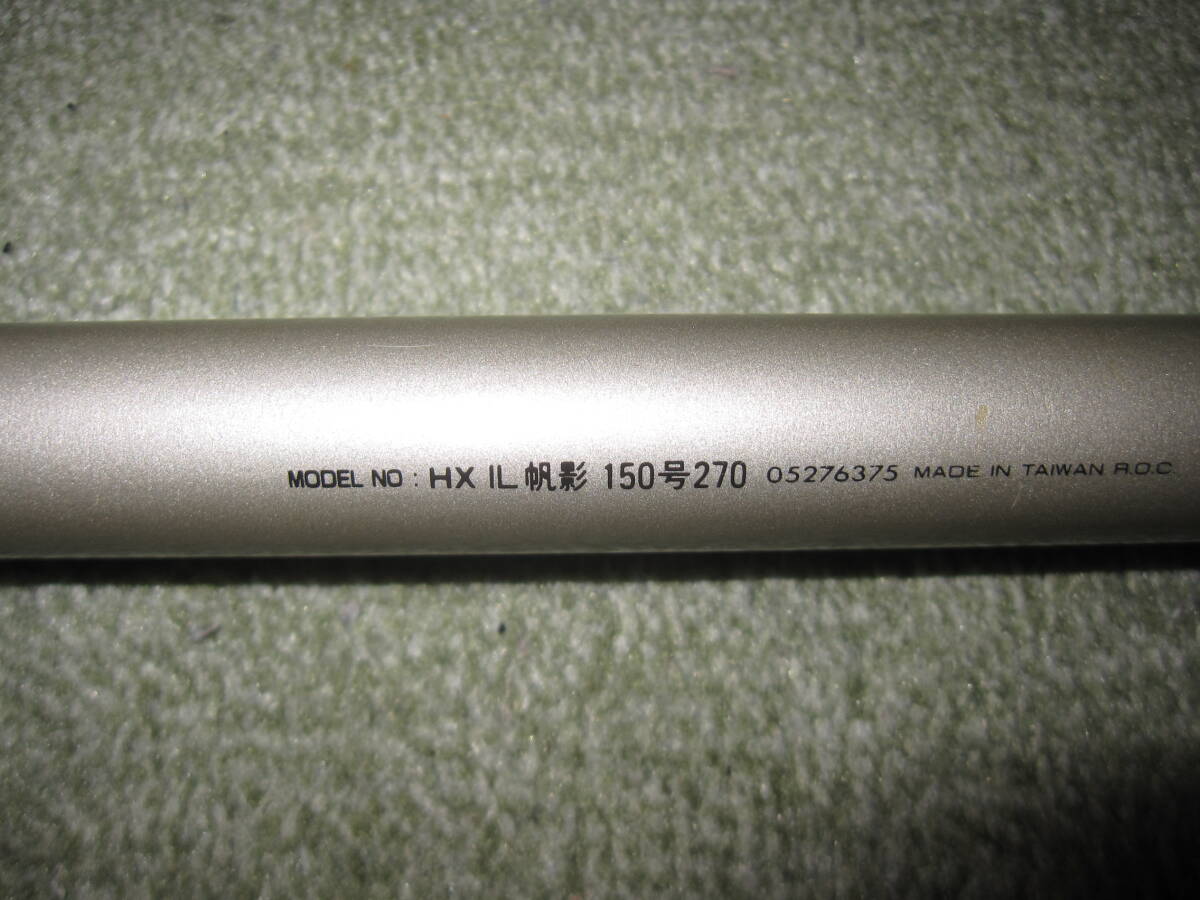 MODEL NO : HX IL 帆影 150号270 05276375 MADE IN TAIWAN R.O.C